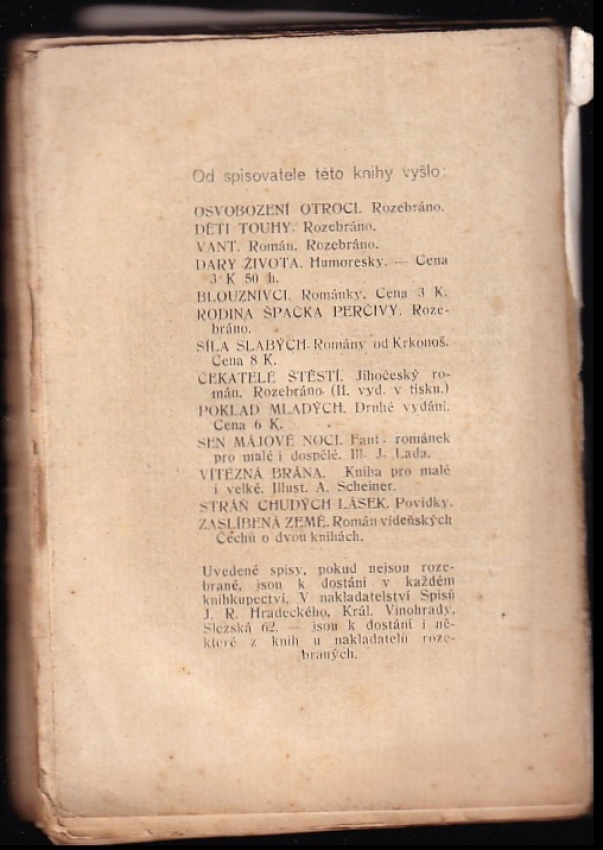 Od spisovatele této knihy vyšlo:
OSVOBOZENÍ OTROCI. Rozebráno.
DĚTI TOUHY. Rozebráno.
VANT. Román. Rozebráno.
DARY ŽIVOTA. Humoresky. — Cena
3 K 50 h.
BLOUZNÍVCI. Románky. Cena 3 K.
RODINA ŠPAČKA PERČIVY. Roze-
bráno.
SÍLA SLABÝCH. Romány od Krkonoš.
Cena 8 K.
ČEKATELÉ ŠTĚSTÍ. Jihočeský ro-
mán. Rozebráno. (II. vyd. v tisku.)
POKLAD MLADÝCH. Druhé vydání.
Cena 6 K.
SEN MÁJOVÉ NOCI. Fant. románek
pro malé i dospělé. Ill. J. Lada.
VÍTĚZNÁ BRÁNA. Kniha pro malé
i velké. Illust. A. Scheiner.
STRÁŇ CHUDÝCH LÁSEK. Povídky.
ZASLÍBENÁ ZEMĚ. Román vídeňských
Čechů o dvou knihách.
Uvedené spisy, pokud nejsou roze-
brané, jsou k dostání v každém
knihkupectví. V nakladatelství Spisů
J. R. Hradeckého, Král. Vinohrady,
Slezská 62. — jsou k dostání i ně-
které z knih u nakladatelů roze-
braných.